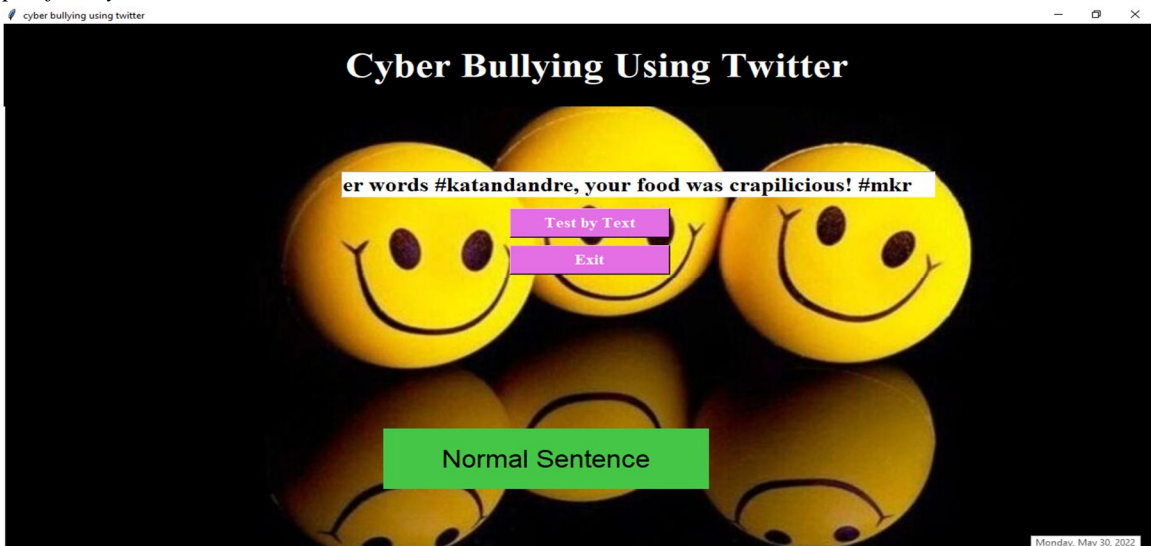 cyber bullying using twitter
Cyber Bullying Using Twitter
er words #katandandre, your food was crapilicious! #mkr
Test by Text
Exit
Normal Sentence
Monday, May 30, 2022